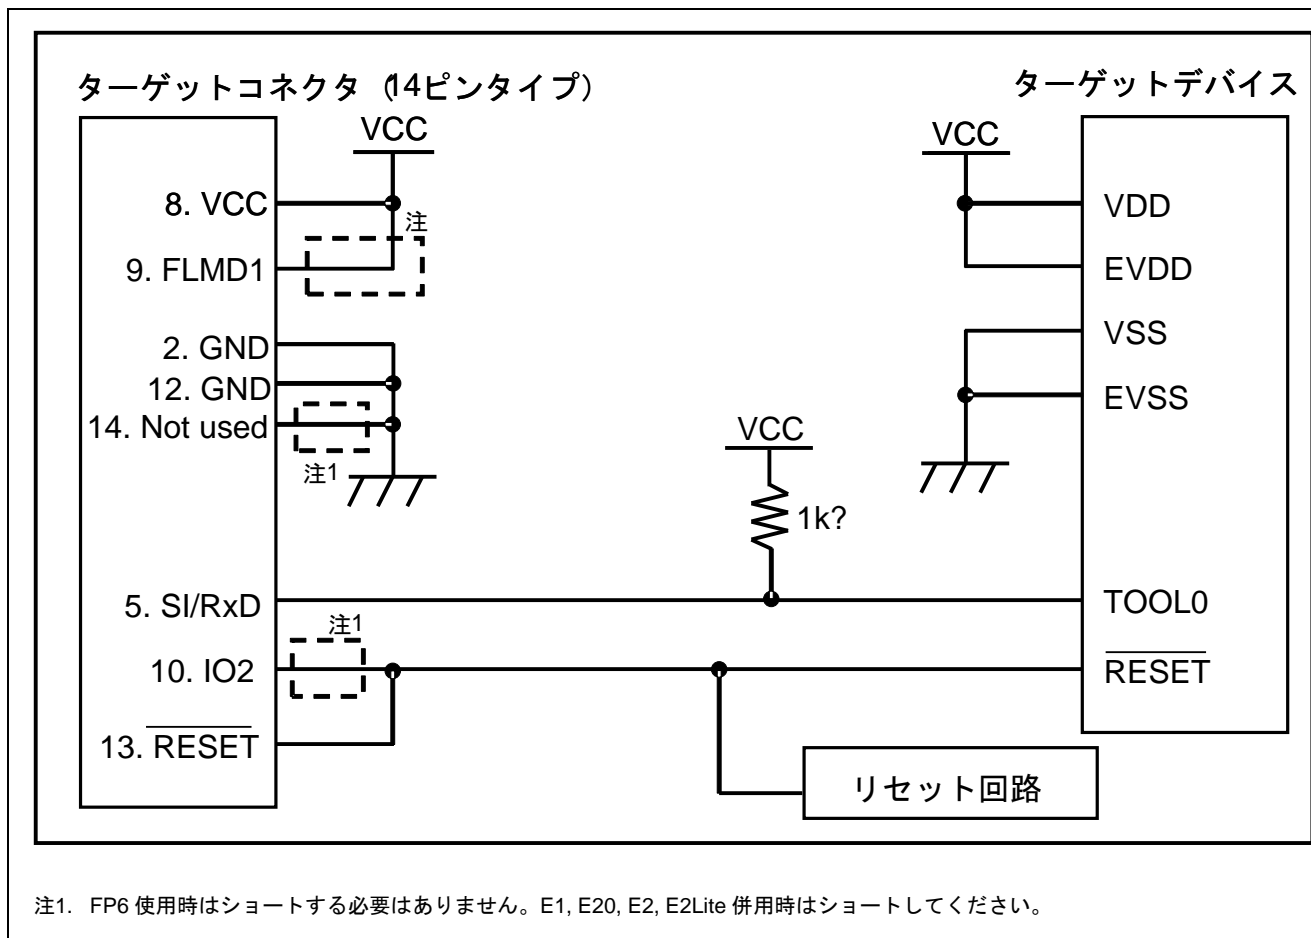 ターゲットコネクタ（14ピンタイプ）
ターゲットデバイス
VCC
VCC
8. VCC
注
VDD
9. FLMD1
EVDD
2. GND
VSS
12. GND
EVSS
14. Not used
注1
VCC
1k?
5. SI/RxD
TOOL0
注1
10. IO2
RESET
13. RESET
リセット回路
注1. FP6 使用時はショートする必要はありません。E1, E20, E2, E2Lite 併用時はショートしてください。